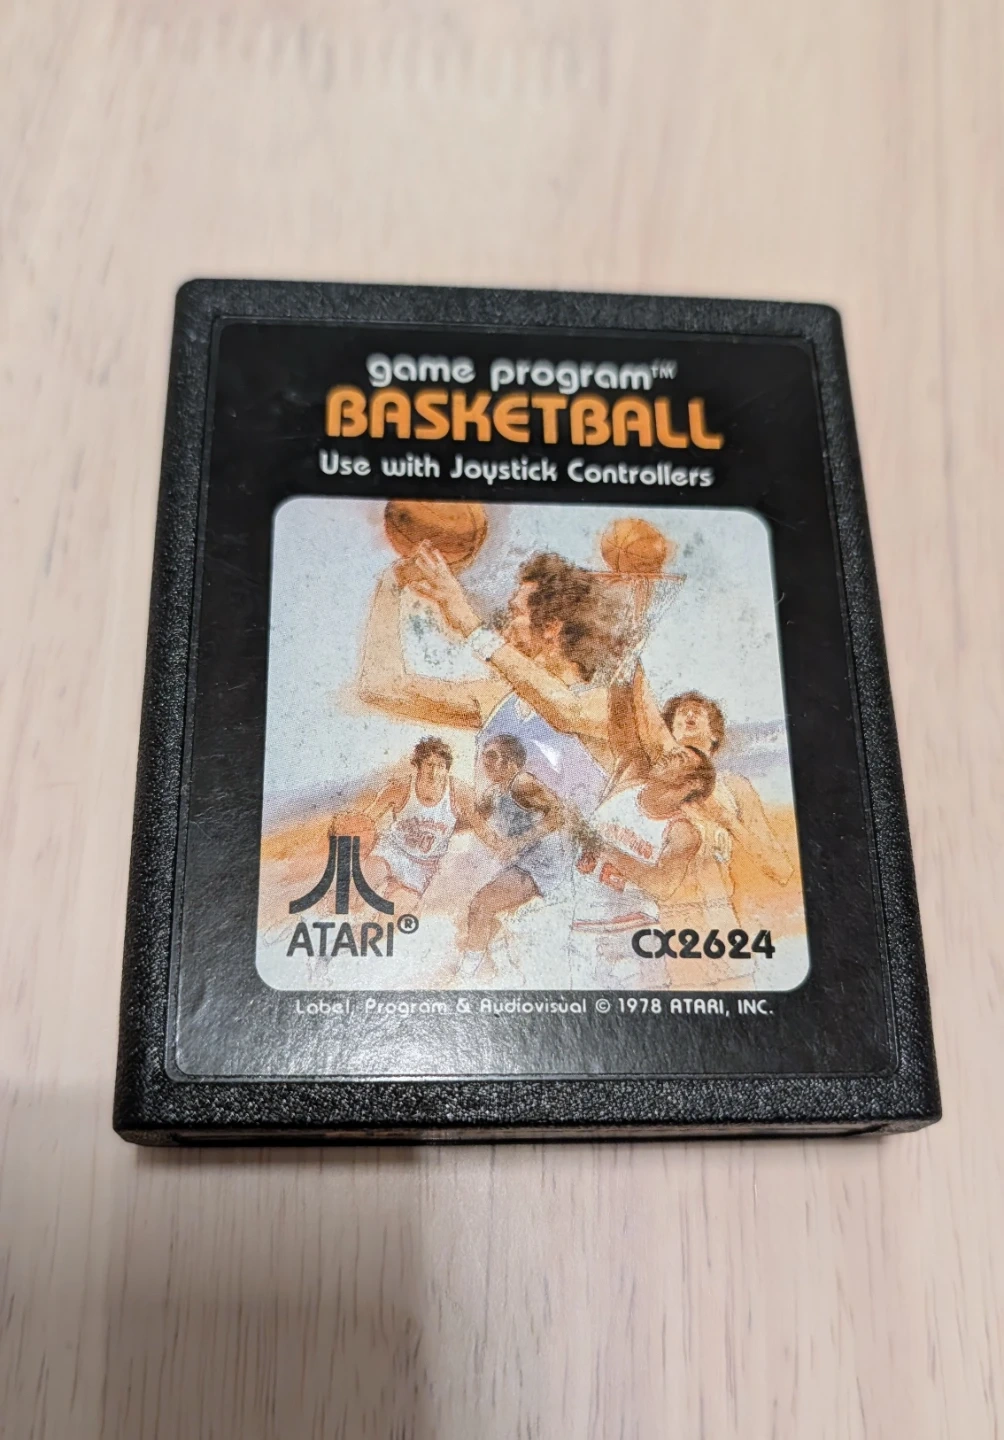 game program™
BASKETBALL
Use with Joystick Controllers
ATARI®
CX2624
Label, Program & Audiovisual © 1978 ATARI, INC.